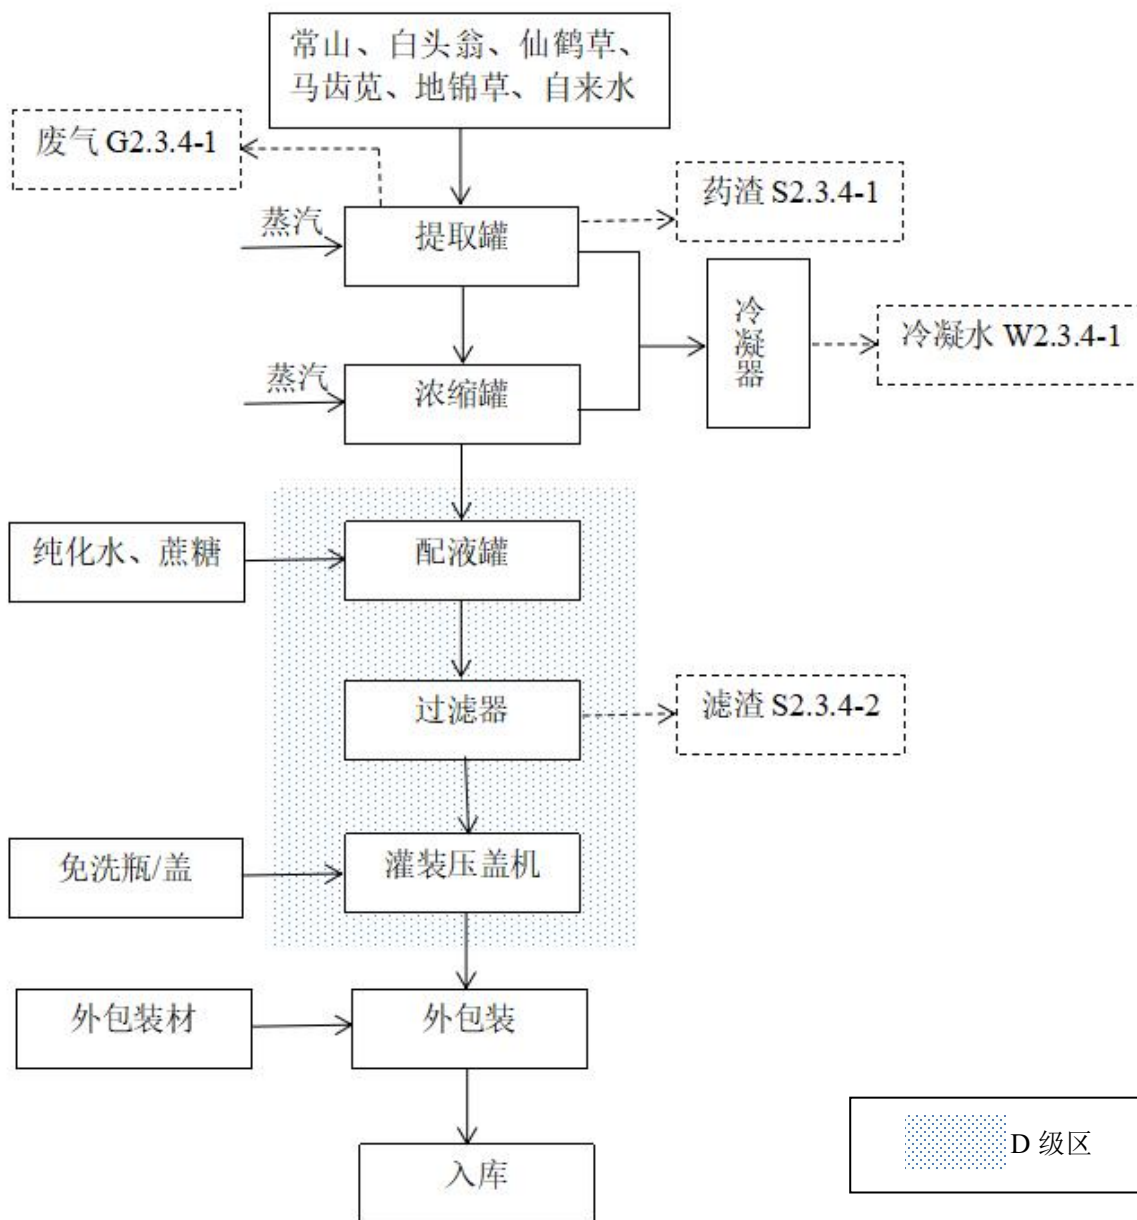 常山、白头翁、仙鹤草、
马齿苋、地锦草、自来水
废气 G2.3.4-1
药渣 S2.3.4-1
蒸汽
提取罐
冷凝器
冷凝水 W2.3.4-1
蒸汽
浓缩罐
纯化水、蔗糖
配液罐
过滤器
滤渣 S2.3.4-2
免洗瓶/盖
灌装压盖机
外包装材
外包装
D 级区
入库